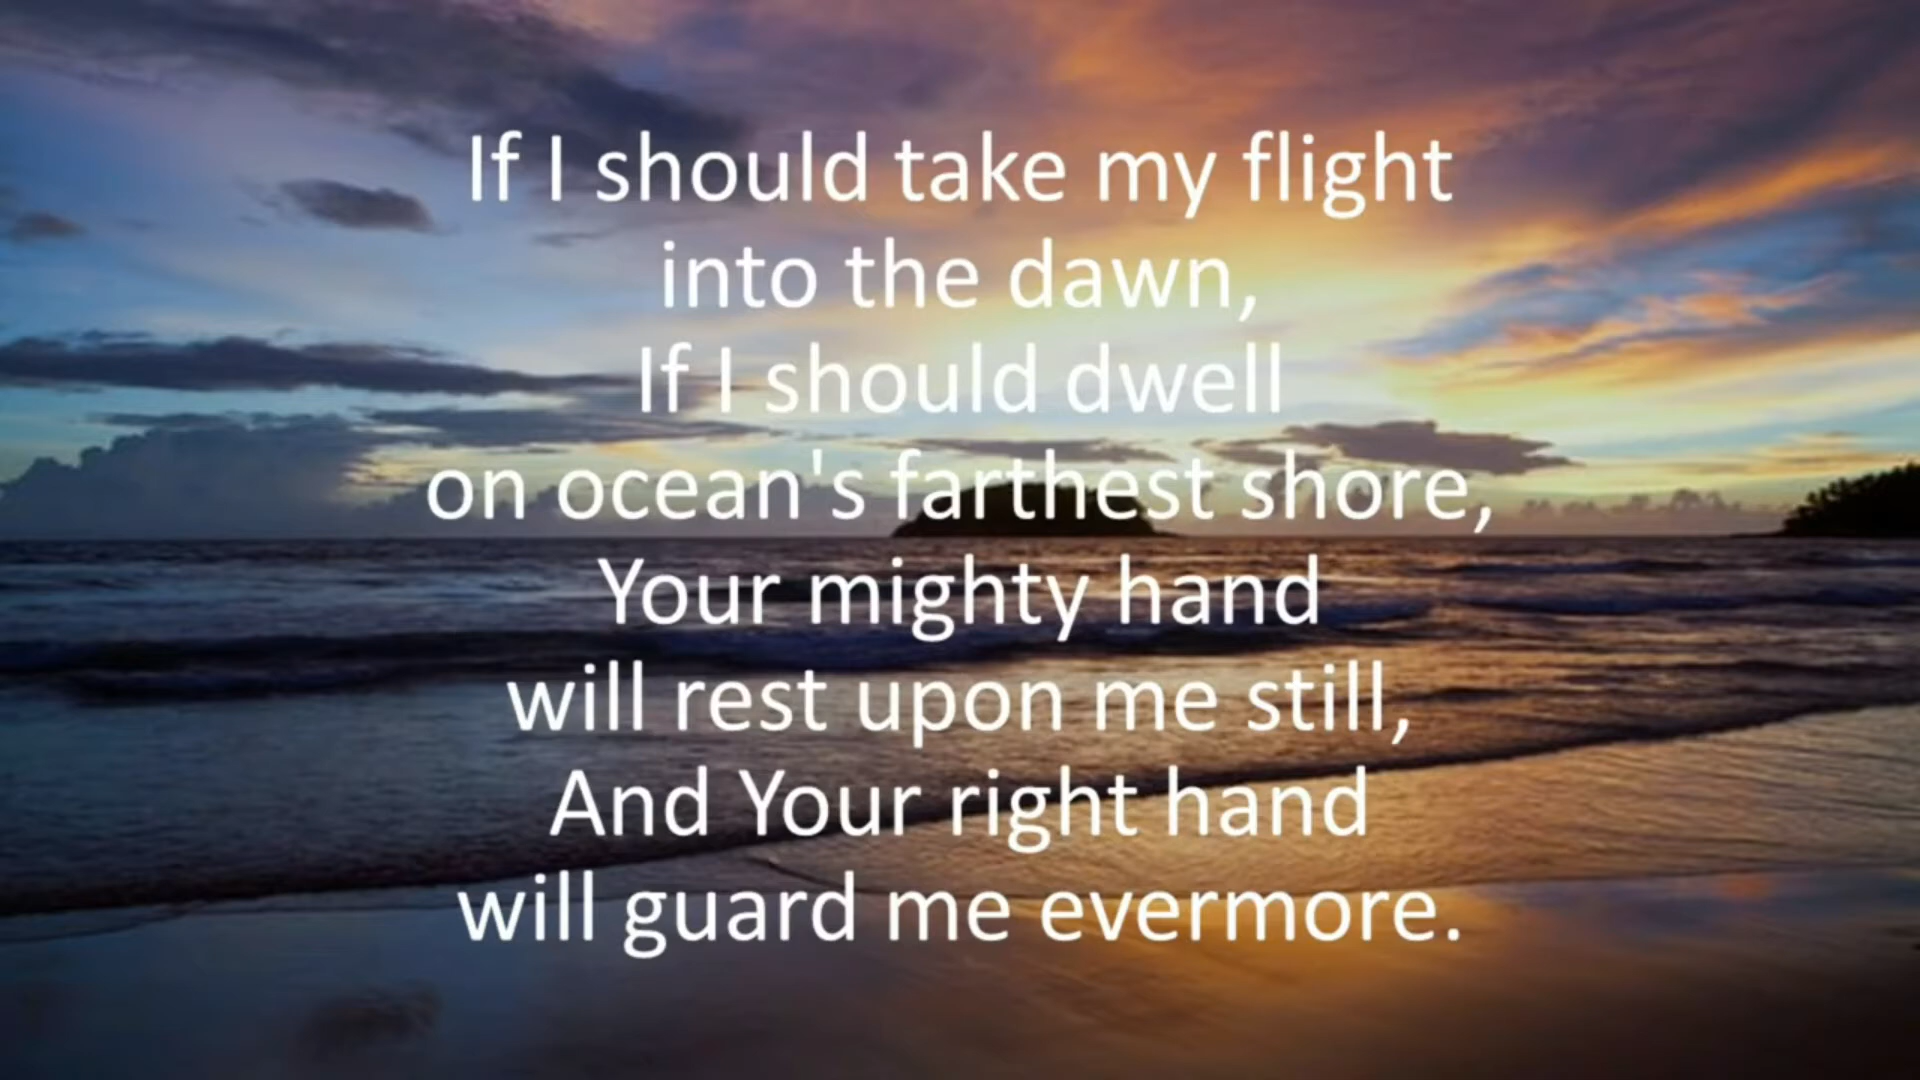 If I should take my flight
into the dawn,
If I should dwell
on ocean's farthest shore,
Your mighty hand
will rest upon me still,
And Your right hand
will guard me evermore.